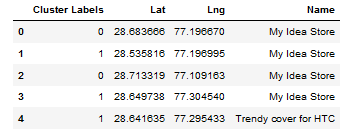 Cluster Labels Lat Lng Name
0 0 28.683666 77.196670 My Idea Store
1 1 28.535816 77.196995 My Idea Store
2 0 28.713319 77.109163 My Idea Store
3 1 28.649738 77.304540 My Idea Store
4 1 28.641635 77.295433 Trendy cover for HTC